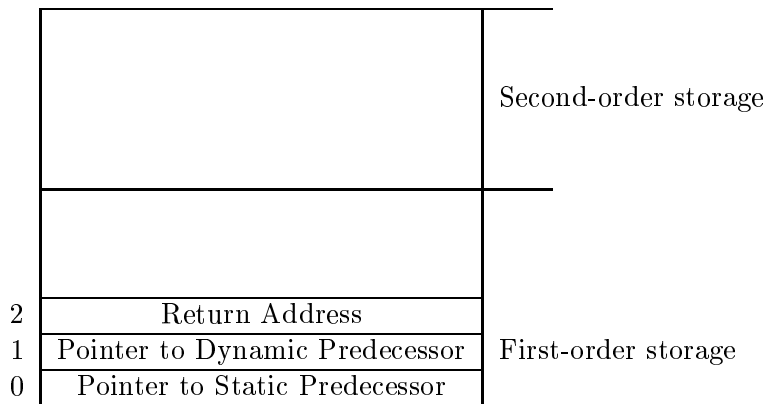 Second-order storage
2 Return Address
1 Pointer to Dynamic Predecessor First-order storage
0 Pointer to Static Predecessor